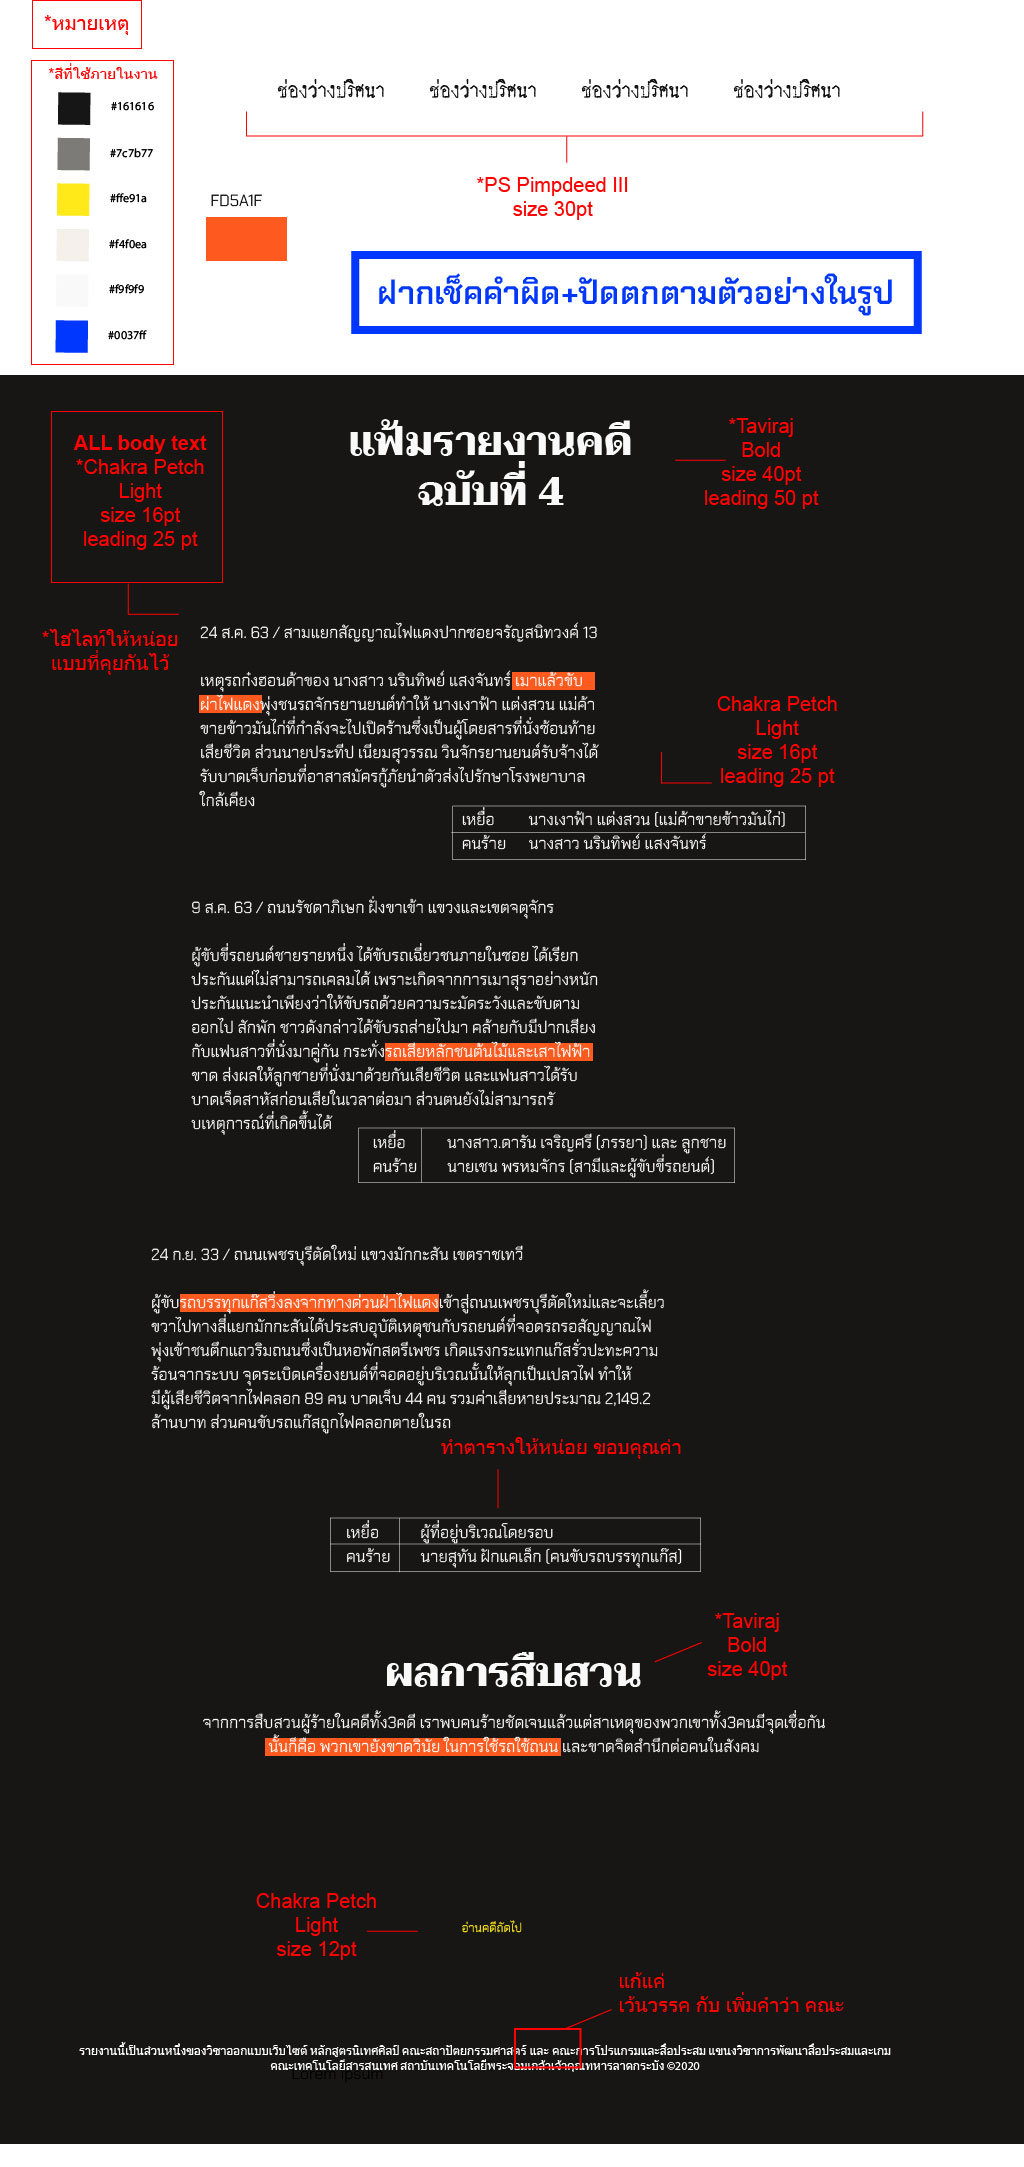 *หมายเหตุ
*สีที่ใช้ภายในงาน
#161616
#7c7b77
#ffe91a
#f4f0ea
#f9f9f9
#0037ff
ช่องว่างปริศนา ช่องว่างปริศนา ช่องว่างปริศนา ช่องว่างปริศนา
*PS Pimpdeed III
size 30pt
FD5A1F
ฝากเช็คคำผิด+ปัดตกตามตัวอย่างในรูป
ALL body text
*Chakra Petch
Light
size 16pt
leading 25 pt
แฟ้มรายงานคดี
ฉบับที่ 4
*Taviraj
Bold
size 40pt
leading 50 pt
*ไฮไลท์ให้หน่อย
แบบที่คุยกันไว้
24 ส.ค. 63 / สามแยกสัญญาณไฟแดงปากซอยจรัญสนิทวงค์ 13
เหตุรถเก๋งฮอนด้าของ นางสาว นรินทิพย์ แสงจันทร์ เมาแล้วขับ
ผ่าไฟแดงพุ่งชนรถจักรยานยนต์ทำให้ นางเงาฟ้า แต่งสวน แม่ค้า
ขายข้าวมันไก่ที่กำลังจะไปเปิดร้านซึ่งเป็นผู้โดยสารที่นั่งซ้อนท้าย
เสียชีวิต ส่วนนายประทีป เนียมสุวรรณ วินจักรยานยนต์รับจ้างได้
รับบาดเจ็บก่อนที่อาสาสมัครกู้ภัยนำตัวส่งไปรักษาโรงพยาบาล
ใกล้เคียง
Chakra Petch
Light
size 16pt
leading 25 pt
เหยื่อ นางเงาฟ้า แต่งสวน (แม่ค้าขายข้าวมันไก่)
คนร้าย นางสาว นรินทิพย์ แสงจันทร์
9 ส.ค. 63 / ถนนรัชดาภิเษก ฝั่งขาเข้า แขวงและเขตจตุจักร
ผู้ขับขี่รถยนต์ชายรายหนึ่ง ได้ขับรถเฉี่ยวชนภายในซอย ได้เรียก
ประกันแต่ไม่สามารถเคลมได้ เพราะเกิดจากการเมาสุราอย่างหนัก
ประกันแนะนำเพียงว่าให้ขับรถด้วยความระมัดระวังและขับตาม
ออกไป สักพัก ชาวดังกล่าวได้ขับรถส่ายไปมา คล้ายกับมีปากเสียง
กับแฟนสาวที่นั่งมาคู่กัน กระทั่งรถเสียหลักชนต้นไม้และเสาไฟฟ้า
ขาด ส่งผลให้ลูกชายที่นั่งมาด้วยกันเสียชีวิต และแฟนสาวได้รับ
บาดเจ็ดสาหัสก่อนเสียในเวลาต่อมา ส่วนตนยังไม่สามารถรั
บเหตุการณ์ที่เกิดขึ้นได้
เหยื่อ นางสาว.ดารัน เจริญศรี (ภรรยา) และ ลูกชาย
คนร้าย นายเชน พรหมจักร (สามีและผู้ขับขี่รถยนต์)
24 ก.ย. 33 / ถนนเพชรบุรีตัดใหม่ แขวงมักกะสัน เขตราชเทวี
ผู้ขับรถบรรทุกแก๊สวิ่งลงจากทางด่วนฝ่าไฟแดงเข้าสู่ถนนเพชรบุรีตัดใหม่และจะเลี้ยว
ขวาไปทางสี่แยกมักกะสันได้ประสบอุบัติเหตุชนกับรถยนต์ที่จอดรถรอสัญญาณไฟ
พุ่งเข้าชนตึกแถวริมถนนซึ่งเป็นหอพักสตรีเพชร เกิดแรงกระแทกแก๊สรั่วปะทะความ
ร้อนจากระบบ จุดระเบิดเครื่องยนต์ที่จอดอยู่บริเวณนั้นให้ลุกเป็นเปลวไฟ ทำให้
มีผู้เสียชีวิตจากไฟคลอก 89 คน บาดเจ็บ 44 คน รวมค่าเสียหายประมาณ 2,149.2
ล้านบาท ส่วนคนขับรถแก๊สถูกไฟคลอกตายในรถ
ทำตารางให้หน่อย ขอบคุณค่า
เหยื่อ ผู้ที่อยู่บริเวณโดยรอบ
คนร้าย นายสุทัน ฝักแคเล็ก (คนขับรถบรรทุกแก๊ส)
*Taviraj
Bold
size 40pt
ผลการสืบสวน
จากการสืบสวนผู้ร้ายในคดีทั้ง3คดี เราพบคนร้ายชัดเจนแล้วแต่สาเหตุของพวกเขาทั้ง3คนมีจุดเชื่อกัน
นั้นก็คือ พวกเขายังขาดวินัย ในการใช้รถใช้ถนน และขาดจิตสำนึกต่อคนในสังคม
Chakra Petch
Light
size 12pt
อ่านคดีถัดไป
แก้แค่
เว้นวรรค กับ เพิ่มคำว่า คณะ
รายงานนี้เป็นส่วนหนึ่งของวิชาออกแบบเว็บไซต์ หลักสูตรนิเทศศิลป์ คณะสถาปัตยกรรมศาสตร์ และ คณะการโปรแกรมและสื่อประสม แขนงวิชาการพัฒนาสื่อประสมและเกม
คณะเทคโนโลยีสารสนเทศ สถาบันเทคโนโลยีพระจอมเกล้าเจ้าคุณทหารลาดกระบัง ©2020
Lorem ipsum